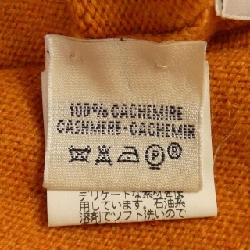 100% CACHEMIRE
CASHMERE-CACHEMIR
P
デリケートな素材を使
用しています。石油系
溶剤でソフト洗いので